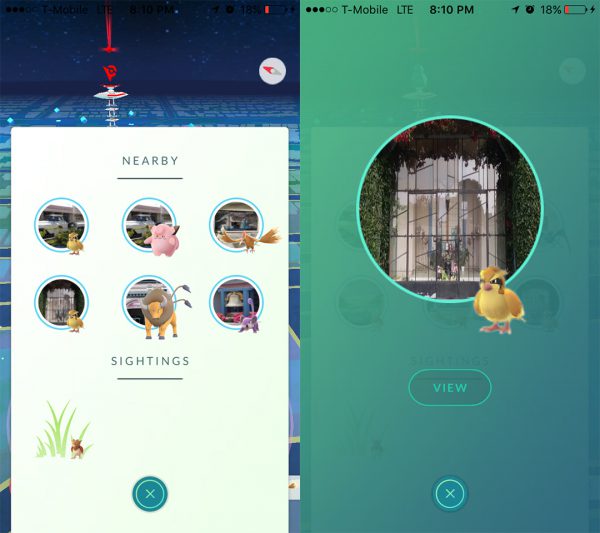 T-Mobile LTE 8:10 PM 18%
NEARBY
SIGHTINGS
T-Mobile LTE 8:10 PM 18%
SIGHTINGS
VIEW